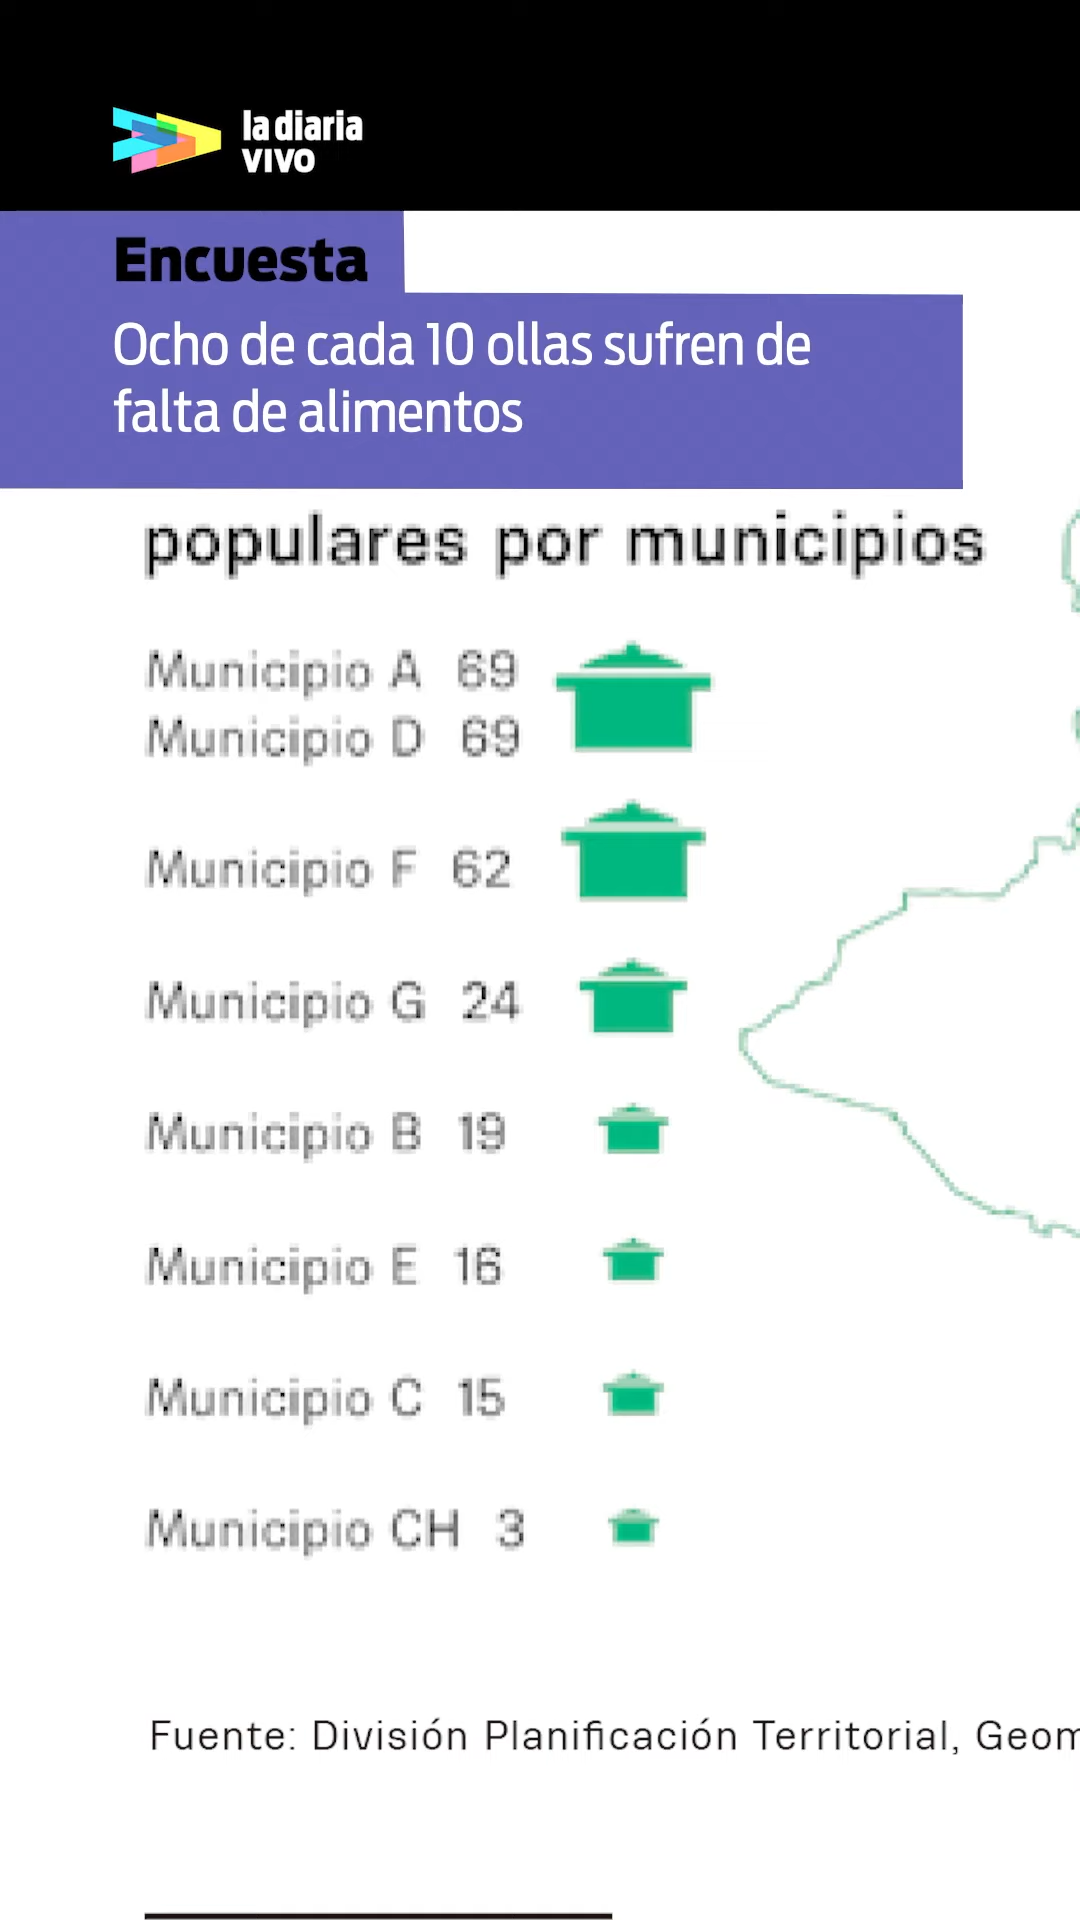 la diaria
VIVO
Encuesta
Ocho de cada 10 ollas sufren de
falta de alimentos
populares por municipios
Municipio A 69
Municipio D 69
Municipio F 62
Municipio G 24
Municipio B 19
Municipio E 16
Municipio C 15
Municipio CH 3
Fuente: División Planificación Territorial, Geom